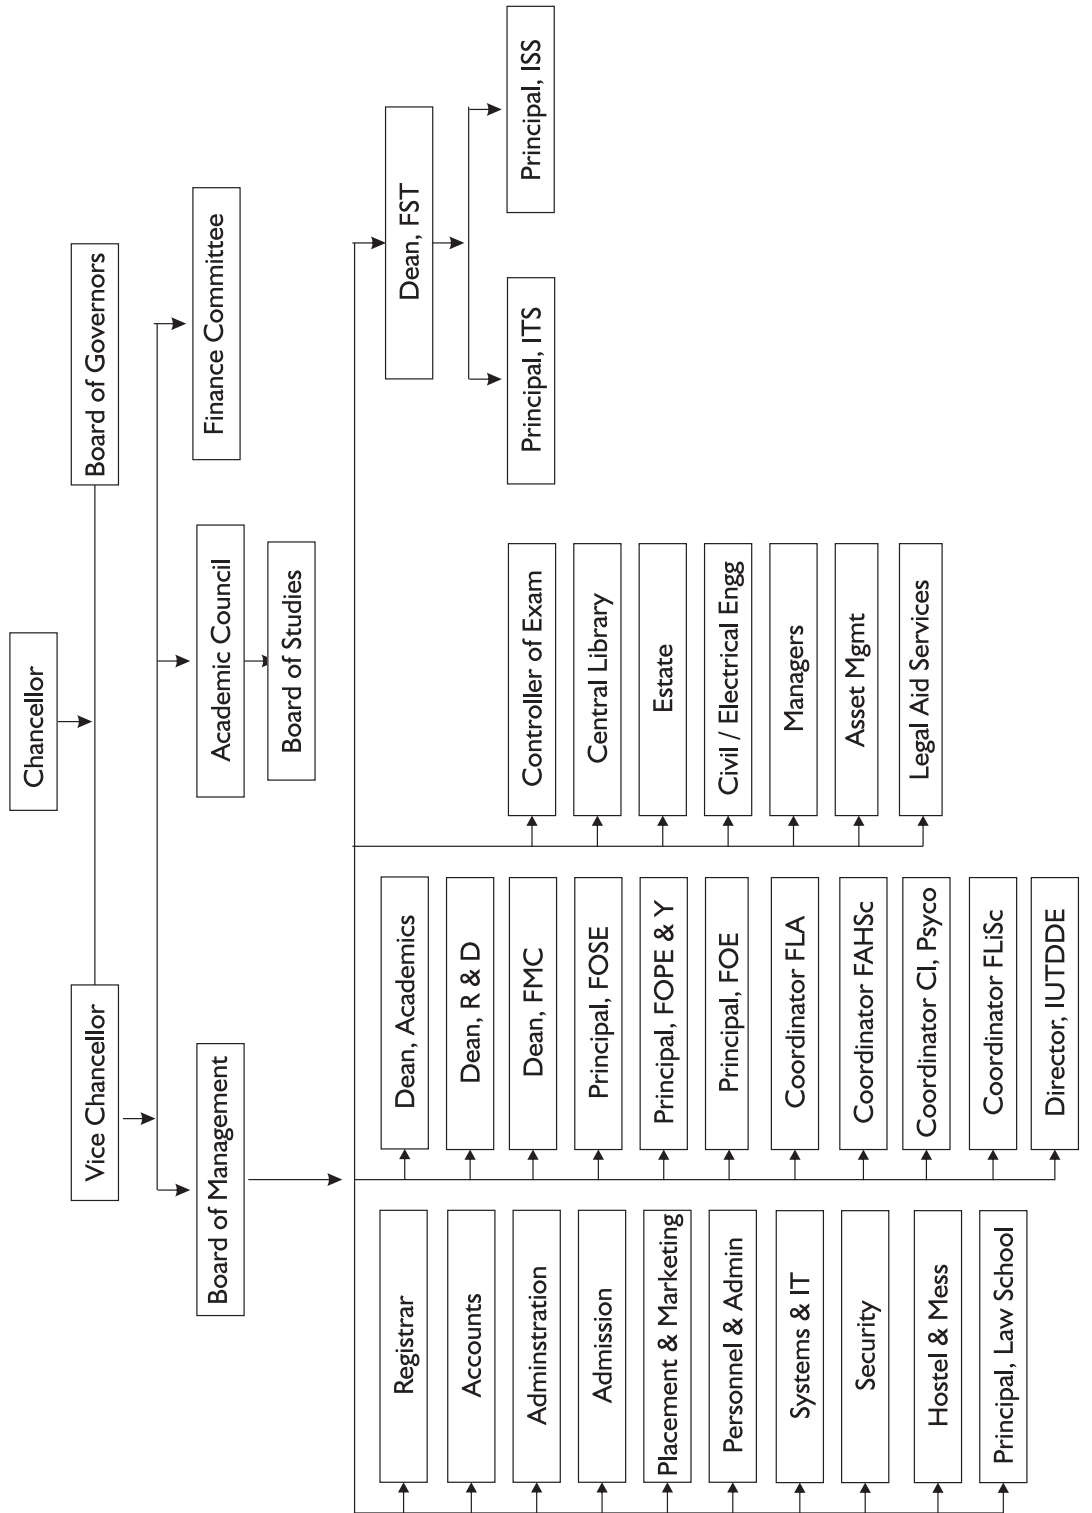 Chancellor
Vice Chancellor
Board of Governors
Board of Management
Academic Council
Finance Committee
Board of Studies
Registrar
Accounts
Adminstration
Admission
Placement & Marketing
Personnel & Admin
Systems & IT
Security
Hostel & Mess
Principal, Law School
Dean, Academics
Dean, R & D
Dean, FMC
Principal, FOSE
Principal, FOPE & Y
Principal, FOE
Coordinator FLA
Coordinator FAHSc
Coordinator CI, Psyco
Coordinator FLiSc
Director, IUTDDE
Controller of Exam
Central Library
Estate
Civil / Electrical Engg
Managers
Asset Mgmt
Legal Aid Services
Dean, FST
Principal, ITS
Principal, ISS